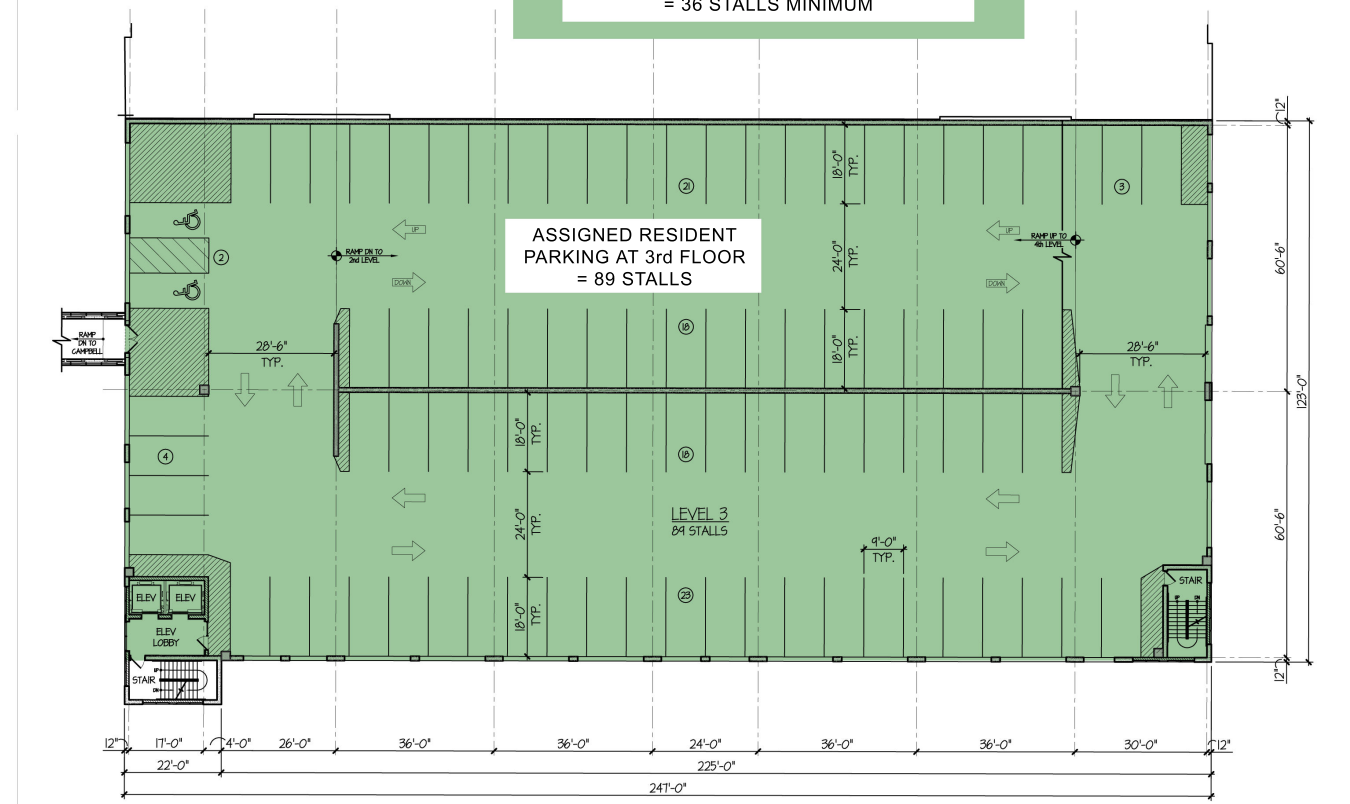 = 36 STALLS MINIMUM
12"
21
3
18'-0"
TYP.
2
UP
UP
RAMP DN TO
2nd LEVEL
RAMP UP TO
4th LEVEL
ASSIGNED RESIDENT
PARKING AT 3rd FLOOR
= 89 STALLS
24'-0"
TYP.
60'-6"
DOWN
DOWN
RAMP
DN TO
CAMPBELL
18
18'-0"
TYP.
28'-6"
TYP.
28'-6"
TYP.
123'-0"
4
18'-0"
TYP.
18
LEVEL 3
89 STALLS
24'-0"
TYP.
9'-0"
TYP.
60'-6"
ELEV
ELEV
ELEV
LOBBY
23
18'-0"
TYP.
STAIR
UP
DN
STAIR
UP
DN
12"
12"
17'-0"
4'-0"
26'-0"
36'-0"
36'-0"
24'-0"
36'-0"
36'-0"
30'-0"
12"
22'-0"
225'-0"
247'-0"